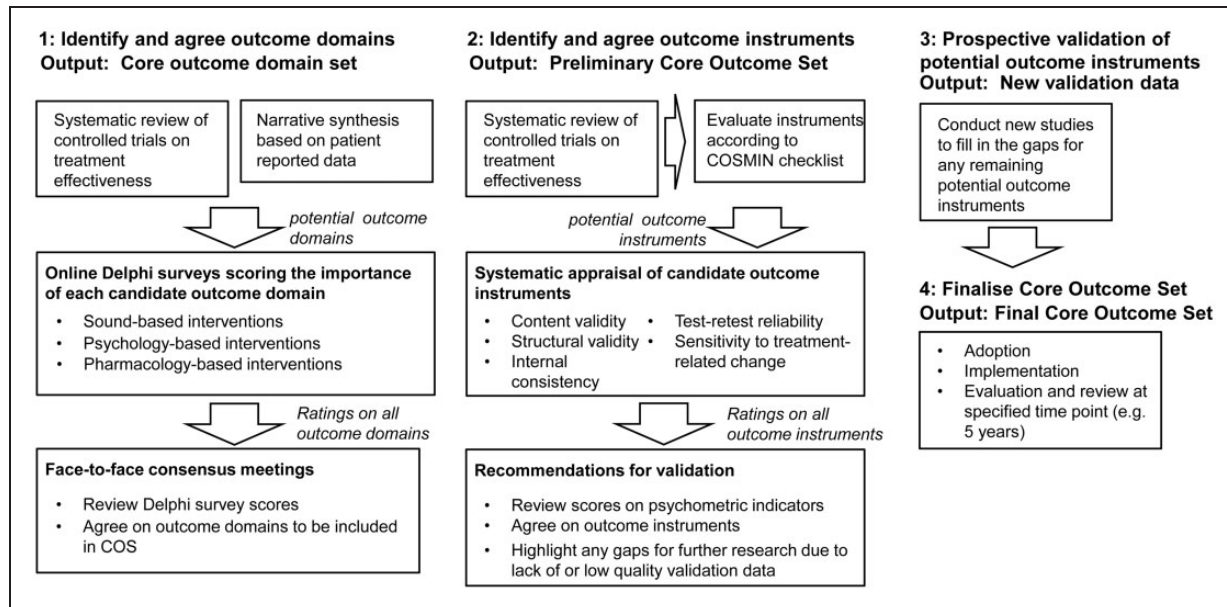 1: Identify and agree outcome domains
Output: Core outcome domain set
Systematic review of
controlled trials on
treatment
effectiveness
Narrative synthesis
based on patient
reported data
potential outcome
domains
Online Delphi surveys scoring the importance
of each candidate outcome domain
• Sound-based interventions
• Psychology-based interventions
• Pharmacology-based interventions
Ratings on all
outcome domains
Face-to-face consensus meetings
• Review Delphi survey scores
• Agree on outcome domains to be included
in COS
2: Identify and agree outcome instruments
Output: Preliminary Core Outcome Set
Systematic review of
controlled trials on
treatment
effectiveness
Evaluate instruments
according to
COSMIN checklist
potential outcome
instruments
Systematic appraisal of candidate outcome
instruments
• Content validity
• Structural validity
• Internal
consistency
• Test-retest reliability
• Sensitivity to treatment-
related change
Ratings on all
outcome instruments
Recommendations for validation
• Review scores on psychometric indicators
• Agree on outcome instruments
• Highlight any gaps for further research due to
lack of or low quality validation data
3: Prospective validation of
potential outcome instruments
Output: New validation data
Conduct new studies
to fill in the gaps for
any remaining
potential outcome
instruments
4: Finalise Core Outcome Set
Output: Final Core Outcome Set
• Adoption
• Implementation
• Evaluation and review at
specified time point (e.g.
5 years)